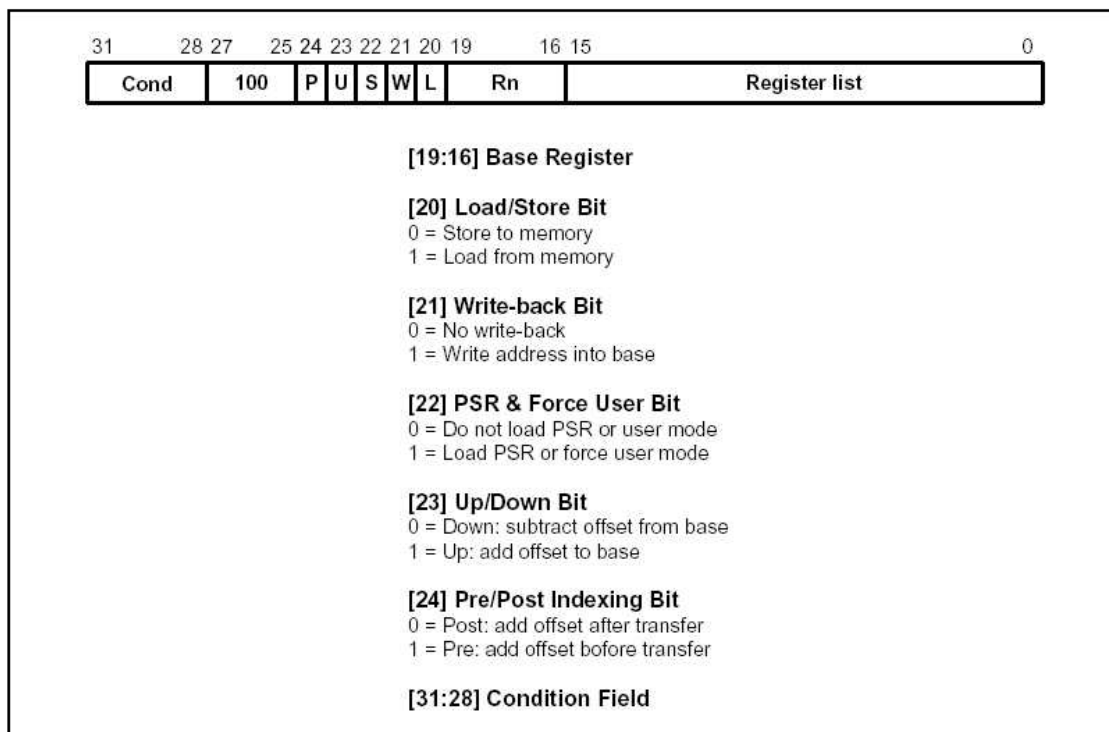 31 28 27 25 24 23 22 21 20 19 16 15 0
Cond 100 P U S W L Rn Register list
[19:16] Base Register
[20] Load/Store Bit
0 = Store to memory
1 = Load from memory
[21] Write-back Bit
0 = No write-back
1 = Write address into base
[22] PSR & Force User Bit
0 = Do not load PSR or user mode
1 = Load PSR or force user mode
[23] Up/Down Bit
0 = Down: subtract offset from base
1 = Up: add offset to base
[24] Pre/Post Indexing Bit
0 = Post: add offset after transfer
1 = Pre: add offset bofore transfer
[31:28] Condition Field